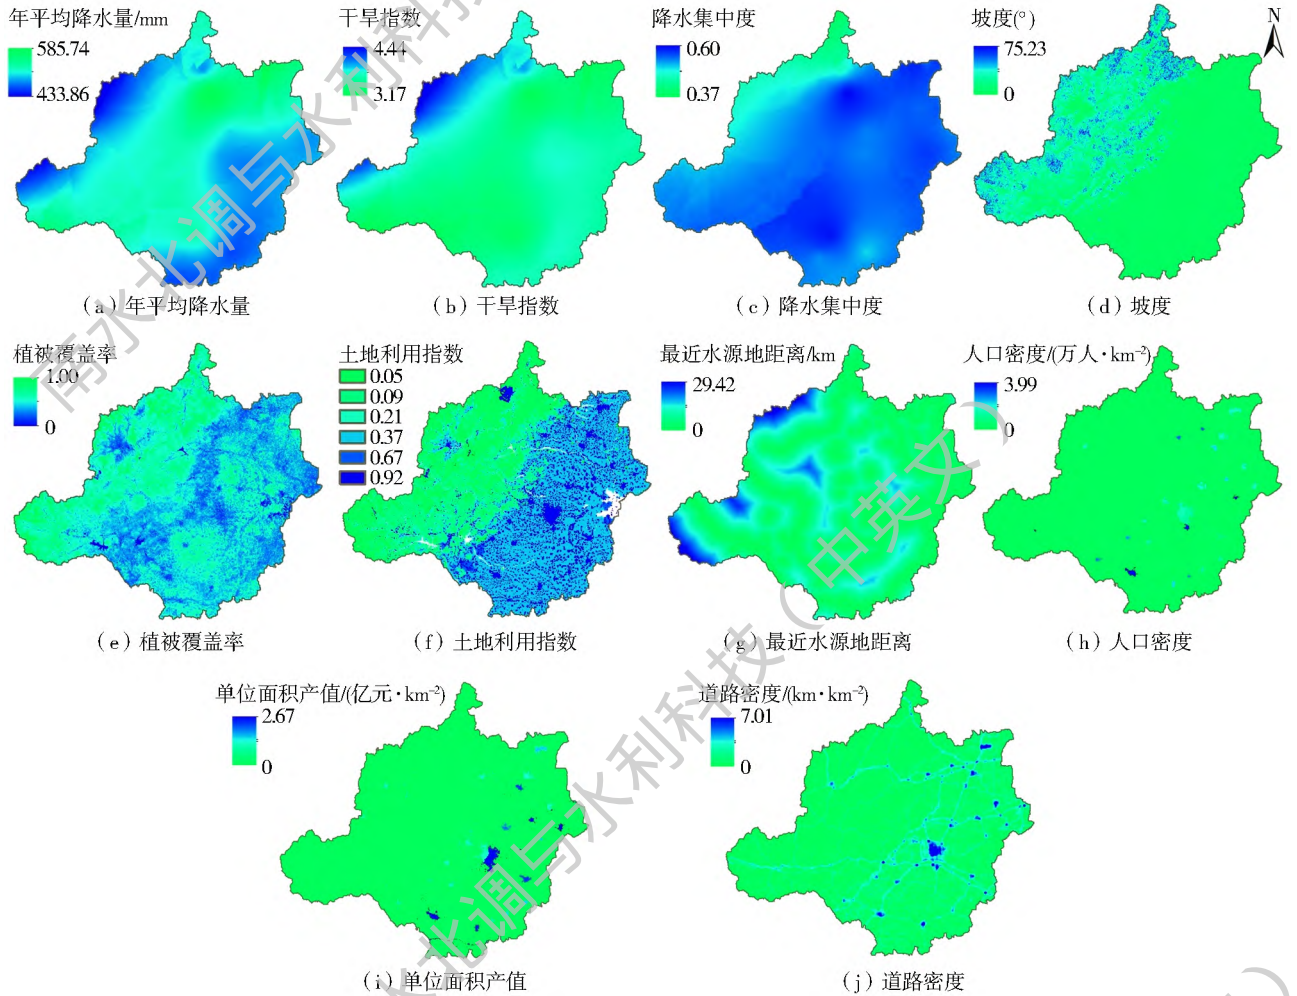 年平均降水量/mm
585.74
433.86
(a)年平均降水量
干旱指数
4.44
3.17
(b)干旱指数
降水集中度
0.60
0.37
(c)降水集中度
坡度(°)
75.23
0
N
(d)坡度
植被覆盖率
1.00
0
(e)植被覆盖率
土地利用指数
0.05
0.09
0.21
0.37
0.67
0.92
(f)土地利用指数
最近水源地距离/km
29.42
0
(g)最近水源地距离
人口密度/(万人·km⁻²)
3.99
0
(h)人口密度
单位面积产值/(亿元·km⁻²)
2.67
0
(i)单位面积产值
道路密度/(km·km⁻²)
7.01
0
(j)道路密度
南水北调与水利科技(中英文)
水北调与水利科技(中英文)